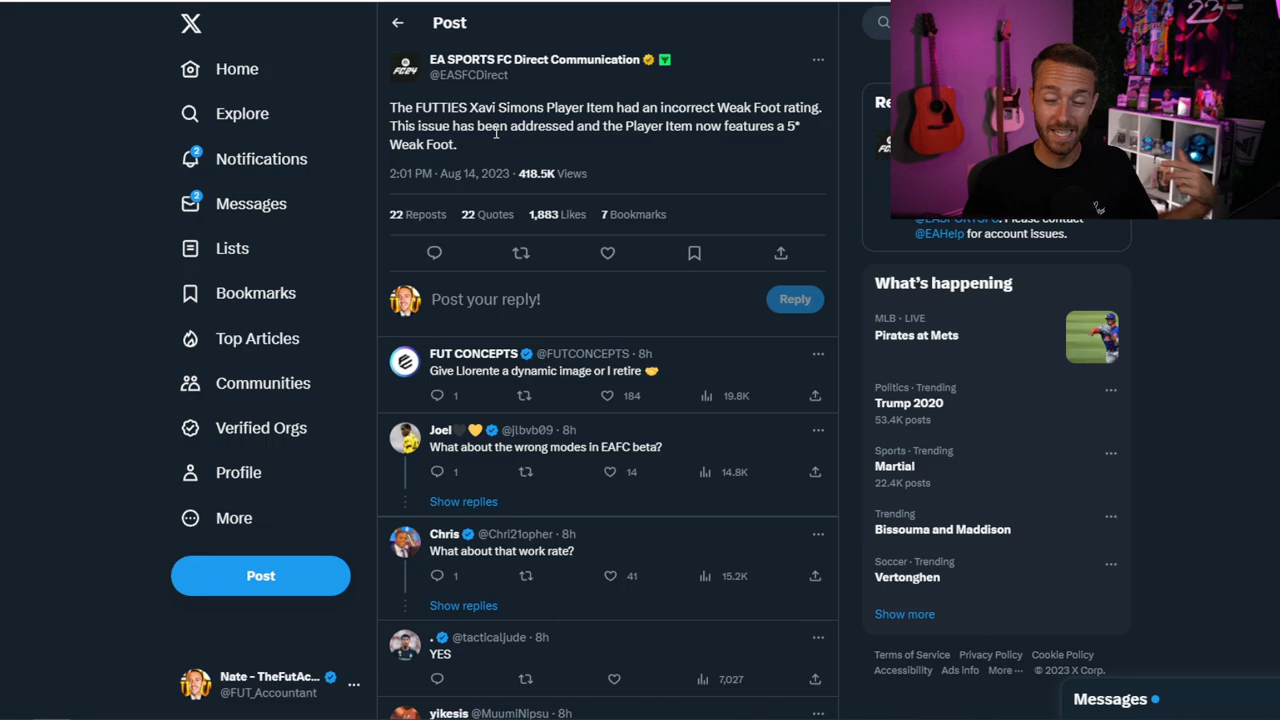 Home
Explore
2
Notifications
2
Messages
Lists
Bookmarks
Top Articles
Communities
Verified Orgs
Profile
More
Post
Nate - TheFutAc...
@FUT_Accountant
Post
EA SPORTS FC Direct Communication
@EASFCDirect
The FUTTIES Xavi Simons Player Item had an incorrect Weak Foot rating.
This issue has been addressed and the Player Item now features a 5*
Weak Foot.
2:01 PM · Aug 14, 2023 · 418.5K Views
22 Reposts 22 Quotes 1,883 Likes 7 Bookmarks
Post your reply!
Reply
FUT CONCEPTS @FUTCONCEPTS · 8h
Give Llorente a dynamic image or I retire
1 184 19.8K
Joel @jlbvb09 · 8h
What about the wrong modes in EAFC beta?
1 14 14.8K
Show replies
Chris @Chri21opher · 8h
What about that work rate?
1 41 15.2K
Show replies
. @tacticaljude · 8h
YES
7,027
yikesis @MuumiNipsu · 8h
Re
23
@EAHelp for account issues.
What's happening
MLB · LIVE
Pirates at Mets
Politics · Trending
Trump 2020
53.4K posts
Sports · Trending
Martial
22.4K posts
Trending
Bissouma and Maddison
Soccer · Trending
Vertonghen
Show more
Terms of Service Privacy Policy Cookie Policy
Accessibility Ads info More ··· © 2023 X Corp.
Messages